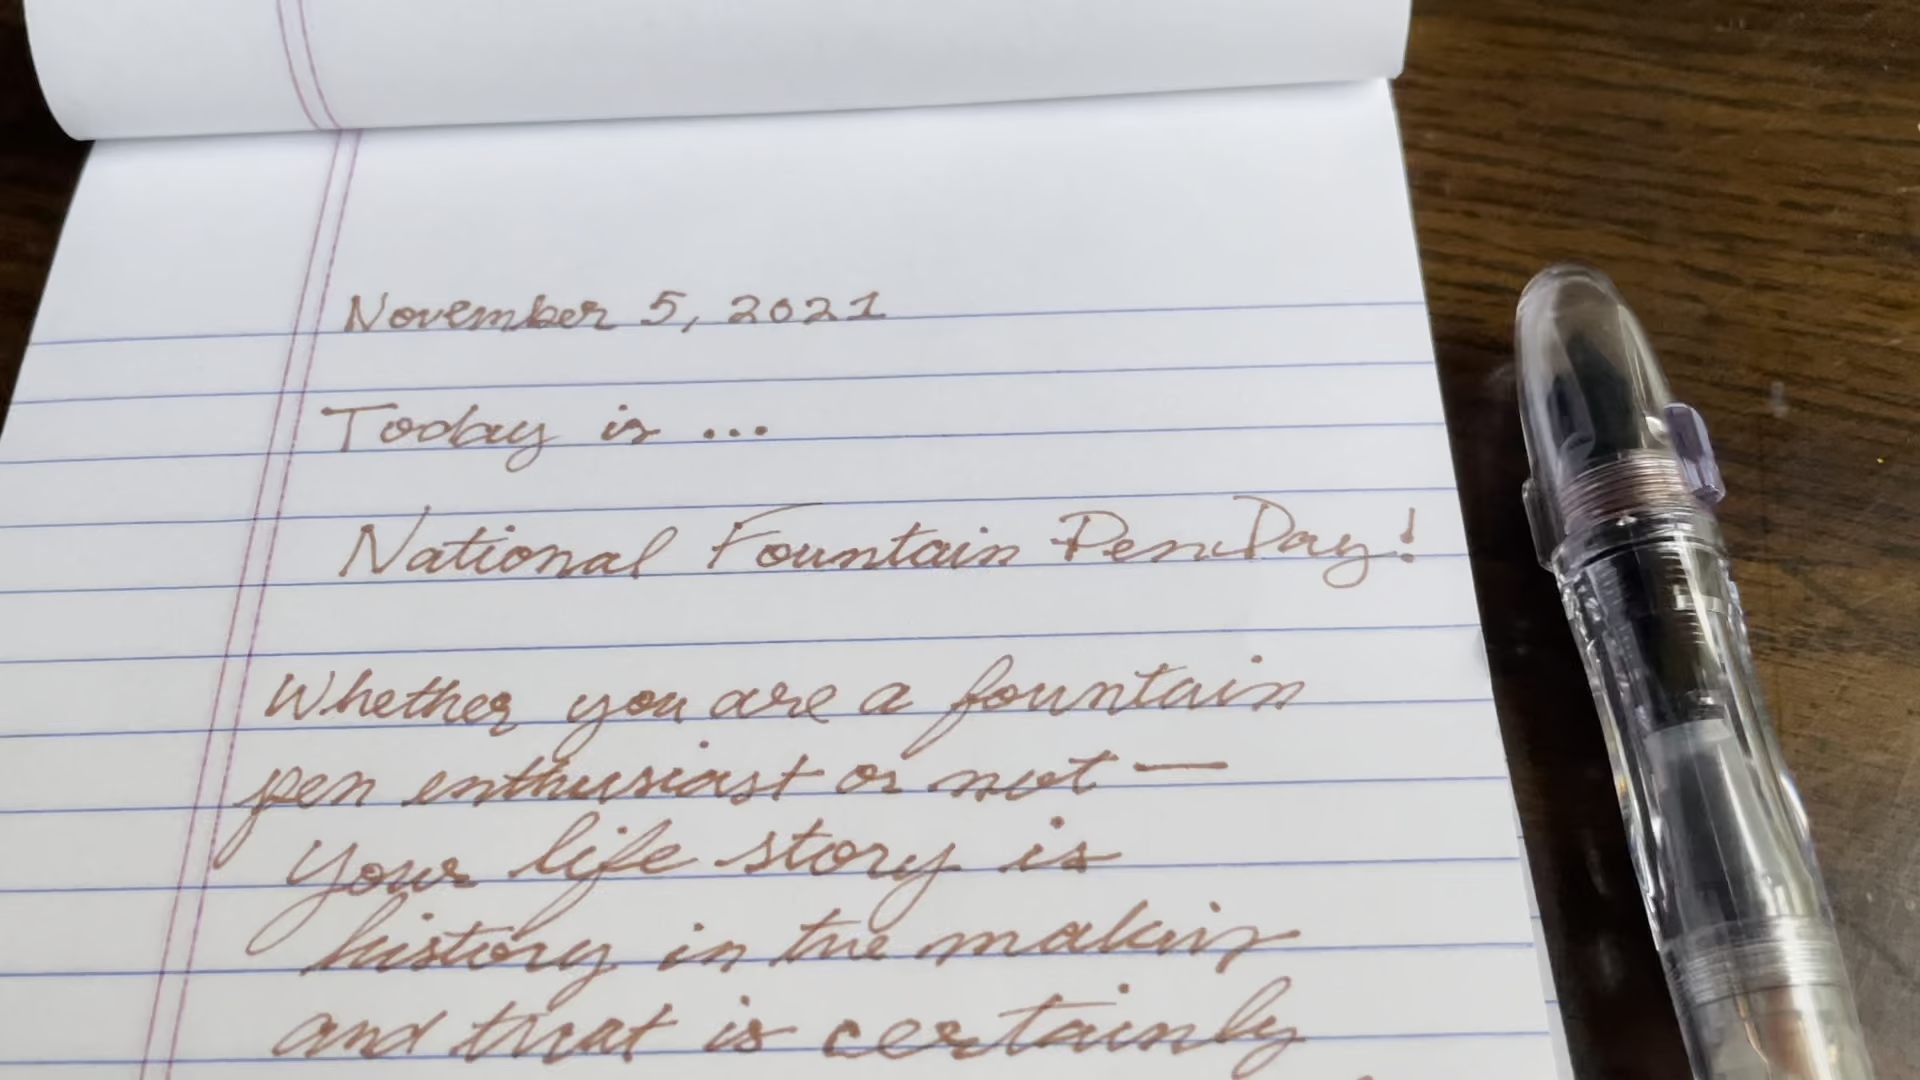 November 5, 2021
Today is ...
National Fountain Pen Day!
Whether you are a fountain
pen enthusiast or not —
Your life story is
history in the makin
and that is certainly